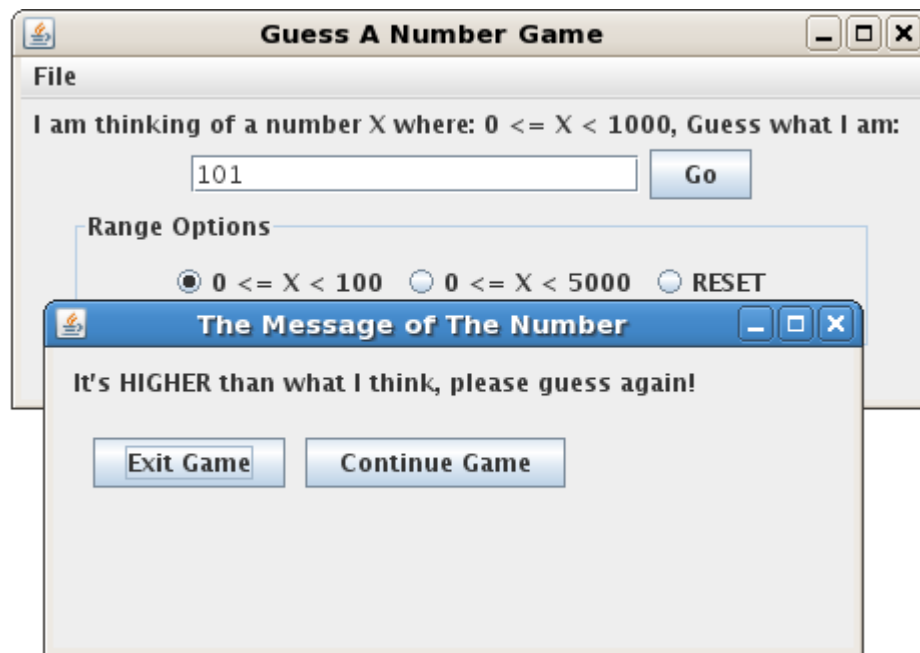 Guess A Number Game
File
I am thinking of a number X where: 0 <= X < 1000, Guess what I am:
101 Go
Range Options
0 <= X < 100 0 <= X < 5000 RESET
The Message of The Number
It's HIGHER than what I think, please guess again!
Exit Game Continue Game